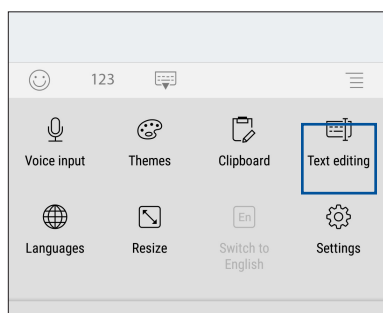 123
Voice input Themes Clipboard Text editing
En
Languages Resize Switch to English Settings